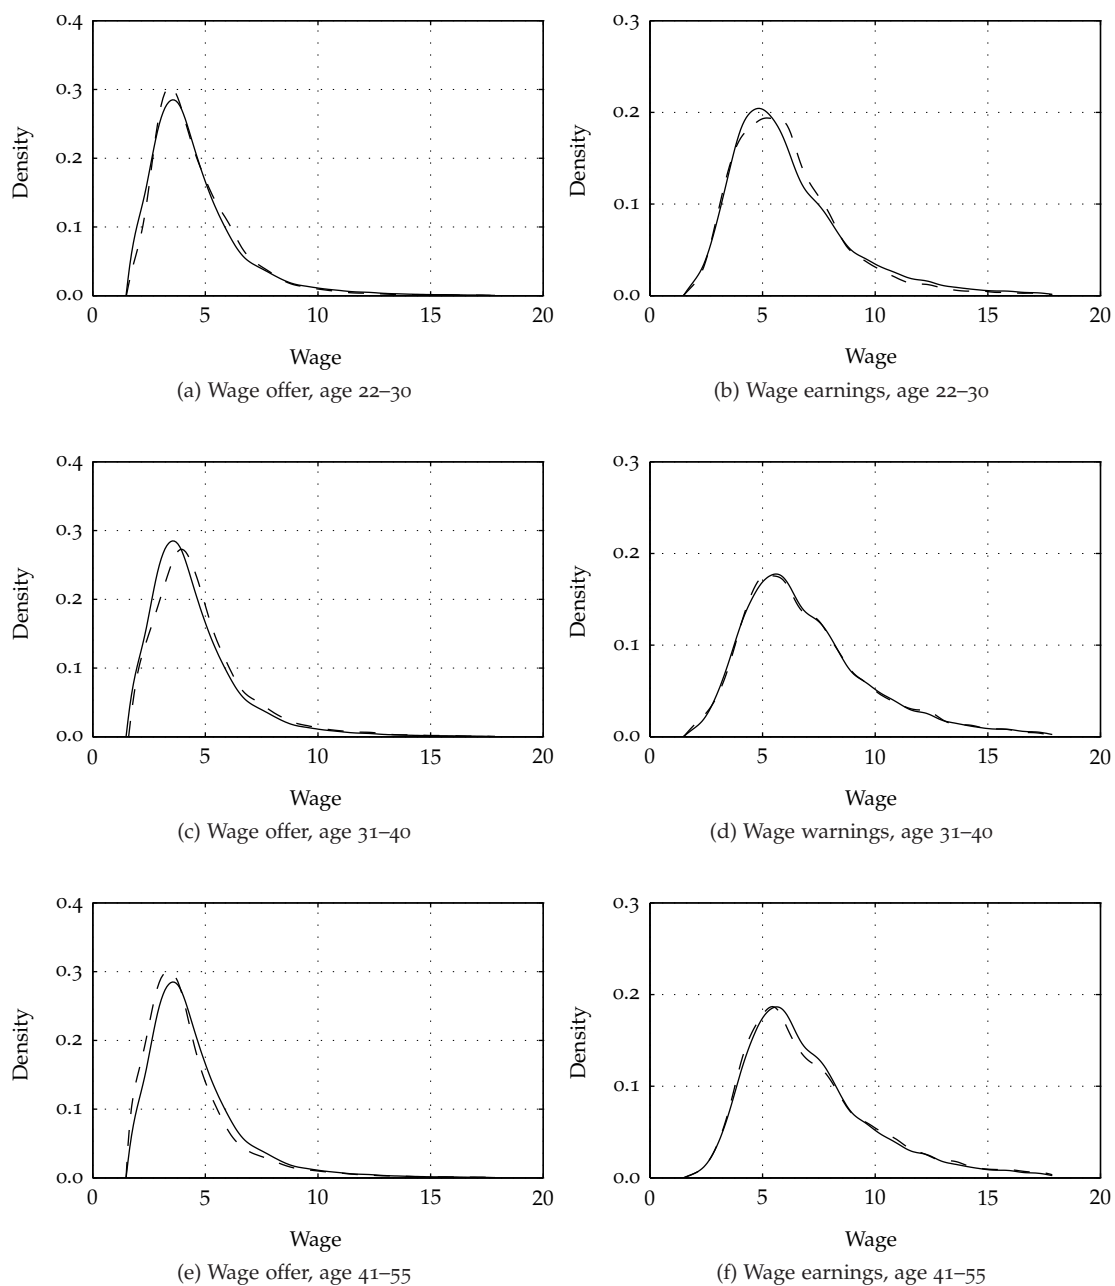 0.4
0.3
0.2
0.1
0.0
Density
0 5 10 15 20
Wage
(a) Wage offer, age 22–30
0.3
0.2
0.1
0.0
Density
0 5 10 15 20
Wage
(b) Wage earnings, age 22–30
0.4
0.3
0.2
0.1
0.0
Density
0 5 10 15 20
Wage
(c) Wage offer, age 31–40
0.3
0.2
0.1
0.0
Density
0 5 10 15 20
Wage
(d) Wage warnings, age 31–40
0.4
0.3
0.2
0.1
0.0
Density
0 5 10 15 20
Wage
(e) Wage offer, age 41–55
0.3
0.2
0.1
0.0
Density
0 5 10 15 20
Wage
(f) Wage earnings, age 41–55